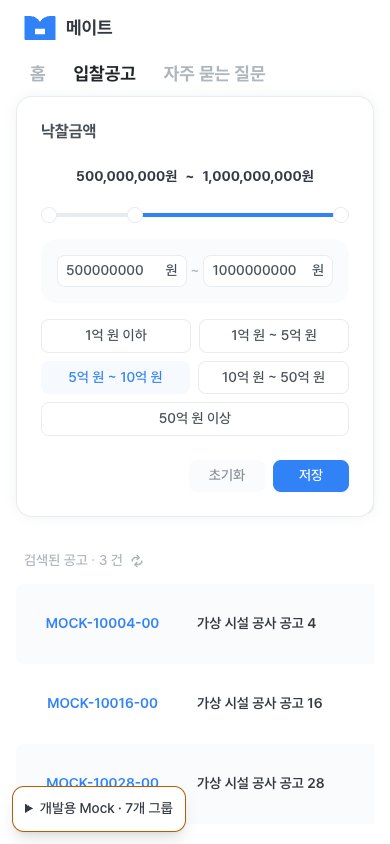 메이트
홈 입찰공고 자주 묻는 질문
낙찰금액
500,000,000원 ~ 1,000,000,000원
500000000 원 ~ 1000000000 원
1억 원 이하 1억 원 ~ 5억 원
5억 원 ~ 10억 원 10억 원 ~ 50억 원
50억 원 이상
초기화 저장
검색된 공고 · 3 건
MOCK-10004-00 가상 시설 공사 공고 4
MOCK-10016-00 가상 시설 공사 공고 16
MOCK-10028-00 가상 시설 공사 공고 28
▶ 개발용 Mock · 7개 그룹